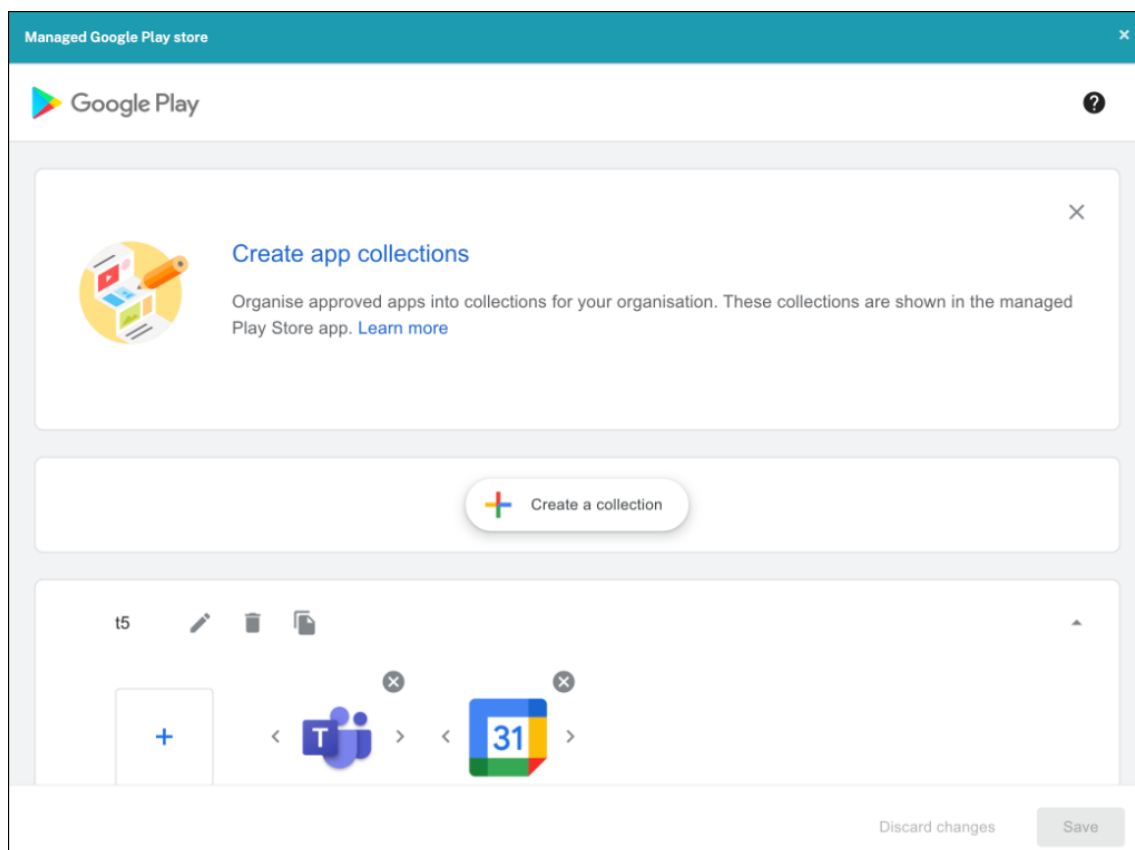 Managed Google Play store
Google Play
Create app collections
Organise approved apps into collections for your organisation. These collections are shown in the managed
Play Store app. Learn more
Create a collection
t5
T
31
Discard changes
Save